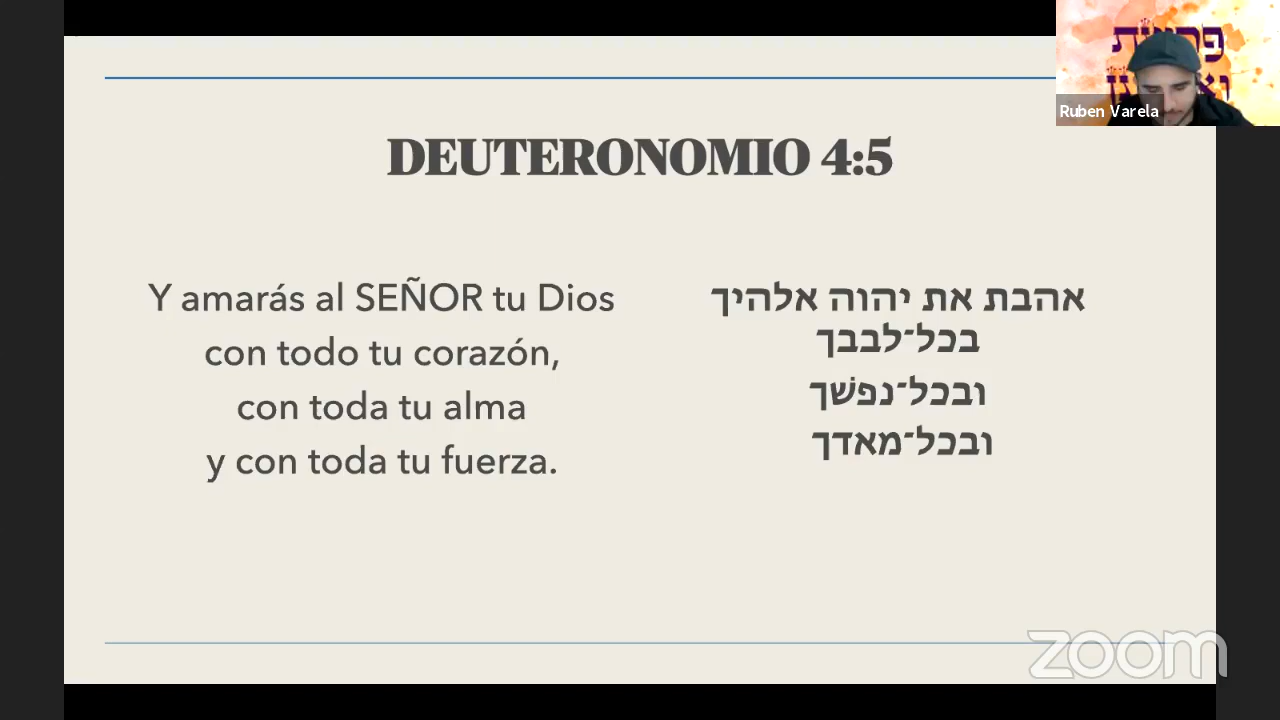 DEUTERONOMIO 4:5
Y amarás al SEÑOR tu Dios
con todo tu corazón,
con toda tu alma
y con toda tu fuerza.
אהבת את יהוה אלהיך
בכל־לבבך
ובכל־נפשׁך
ובכל־מאדך
Ruben Varela
zoom